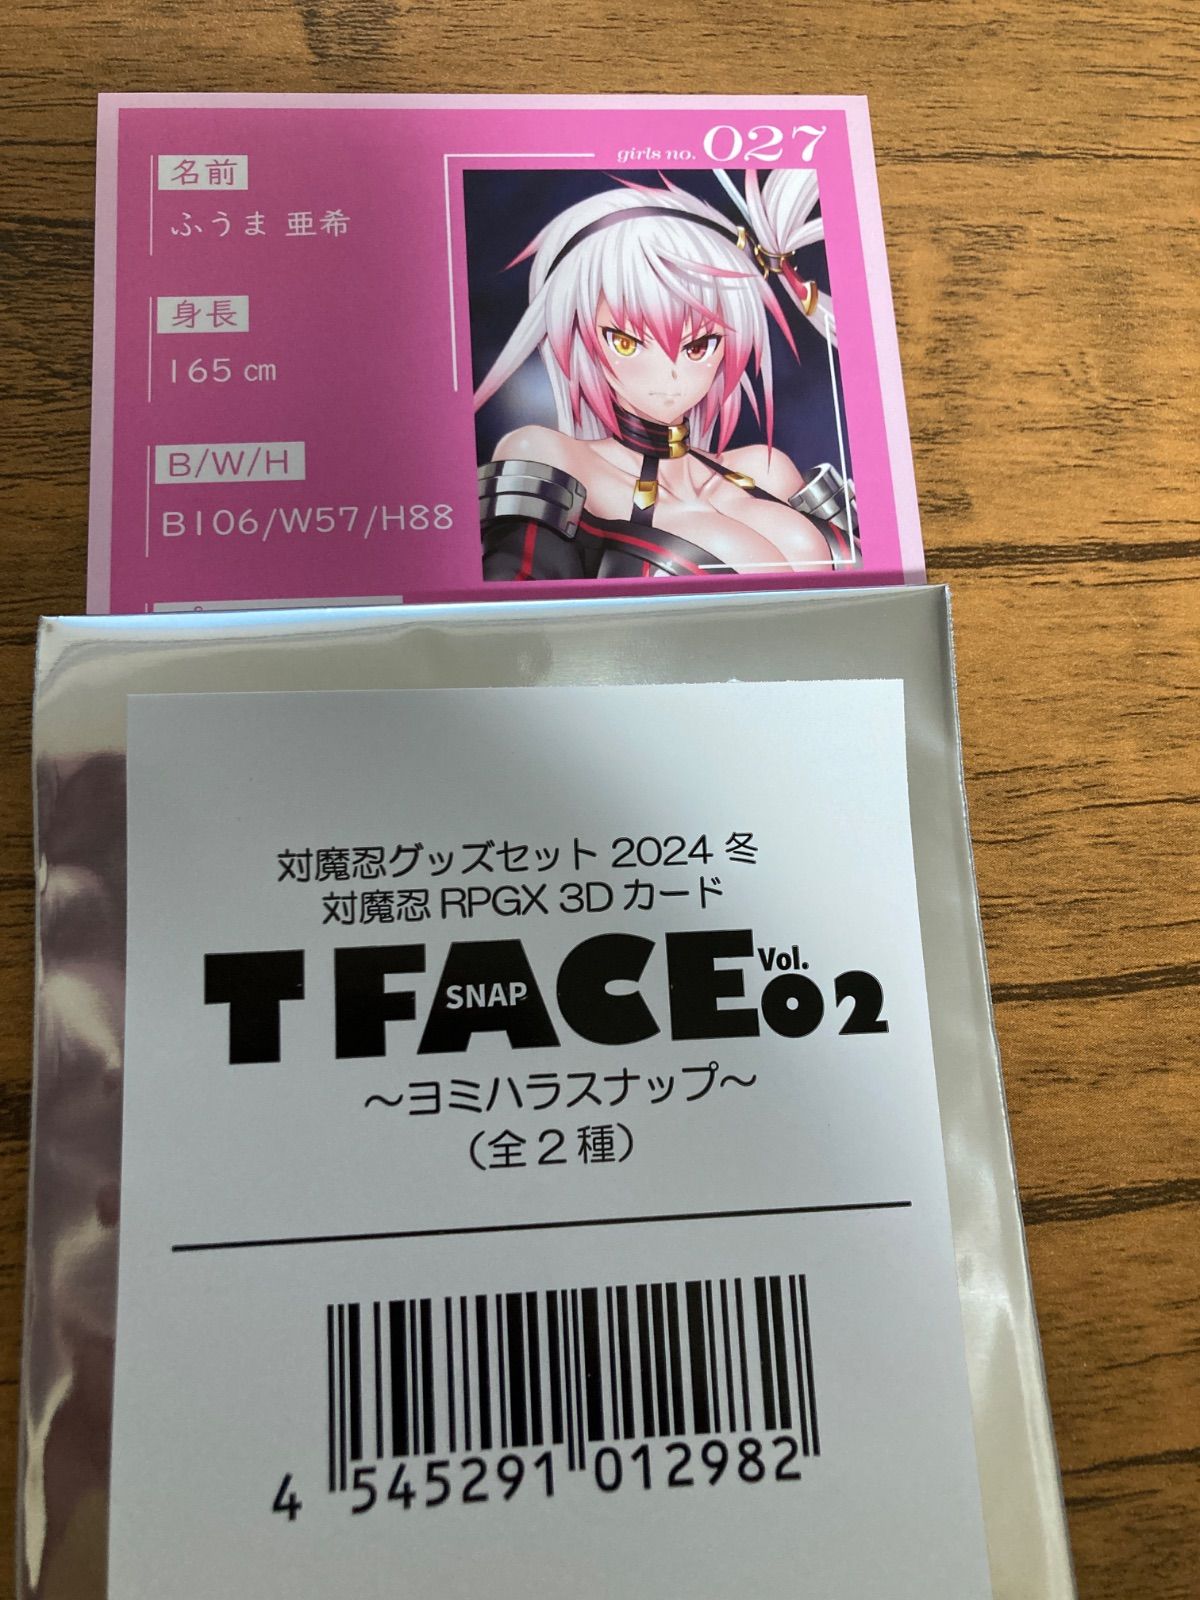 girls no. 027
名前
ふうま 亜希
身長
165 cm
B/W/H
B106/W57/H88
対魔忍グッズセット 2024 冬
対魔忍 RPGX 3D カード
T FACE SNAP Vol. 02
～ヨミハラスナップ～
（全２種）
4 545291 012982